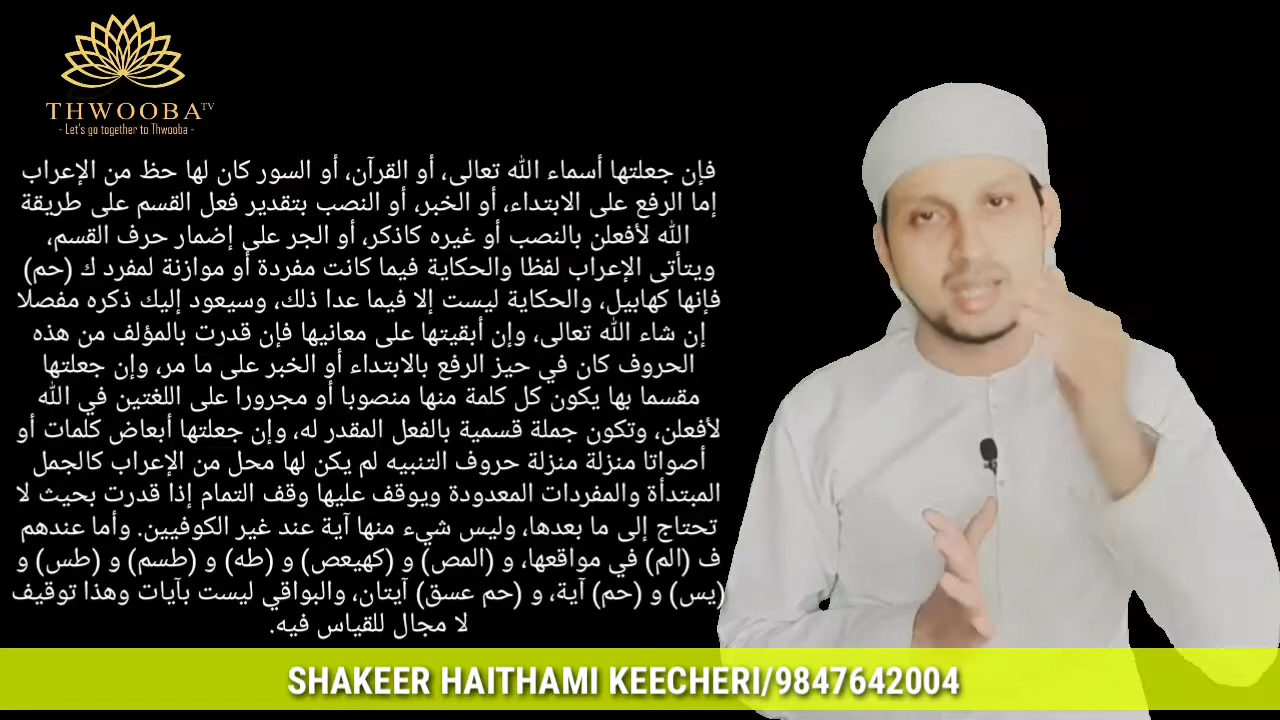 THWOOBA TV
- Let's go together to Thwooba -
فإن جعلتها أسماء الله تعالى، أو القرآن، أو السور كان لها حظ من الإعراب
إما الرفع على الابتداء، أو الخبر، أو النصب بتقدير فعل القسم على طريقة
الله لأفعلن بالنصب أو غيره كاذكر، أو الجر على إضمار حرف القسم،
ويتأتى الإعراب لفظا والحكاية فيما كانت مفردة أو موازنة لمفرد ك (حم)
فإنها كهابيل، والحكاية ليست إلا فيما عدا ذلك، وسيعود إليك ذكره مفصلا
إن شاء الله تعالى، وإن أبقيتها على معانيها فإن قدرت بالمؤلف من هذه
الحروف كان في حيز الرفع بالابتداء أو الخبر على ما مر، وإن جعلتها
مقسما بها يكون كل كلمة منها منصوبا أو مجرورا على اللغتين في الله
لأفعلن، وتكون جملة قسمية بالفعل المقدر له، وإن جعلتها أبعاض كلمات أو
أصواتا منزلة منزلة حروف التنبيه لم يكن لها محل من الإعراب كالجمل
المبتدأة والمفردات المعدودة ويوقف عليها وقف التمام إذا قدرت بحيث لا
تحتاج إلى ما بعدها، وليس شيء منها آية عند غير الكوفيين. وأما عندهم
ف (الم) في مواقعها، و (المص) و (كهيعص) و (طه) و (طسم) و (طس) و
(يس) و (حم) آية، و (حم عسق) آيتان، والبواقي ليست بآيات وهذا توقيف
لا مجال للقياس فيه.
SHAKEER HAITHAMI KEECHERI/9847642004